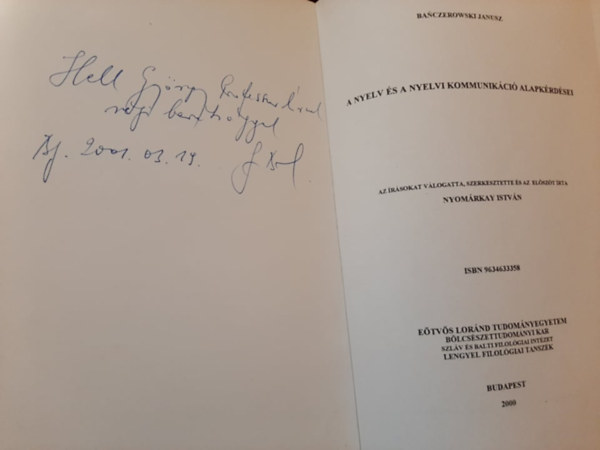 Hell György Professzornak
régi barátsággal
Bp. 2001. 03. 19.
BAŃCZEROWSKI JANUSZ
A NYELV ÉS A NYELVI KOMMUNIKÁCIÓ ALAPKÉRDÉSEI
AZ ÍRÁSOKAT VÁLOGATTA, SZERKESZTETTE ÉS AZ ELŐSZÓT ÍRTA
NYOMÁRKAY ISTVÁN
ISBN 9634633358
EÖTVÖS LORÁND TUDOMÁNYEGYETEM
BÖLCSÉSZETTUDOMÁNYI KAR
SZLÁV ÉS BALTI FILOLÓGIAI INTÉZET
LENGYEL FILOLÓGIAI TANSZÉK
BUDAPEST
2000